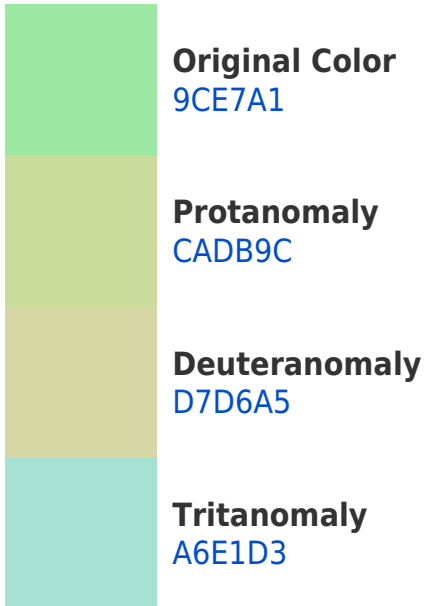 Original Color
9CE7A1
Protanomaly
CADB9C
Deuteranomaly
D7D6A5
Tritanomaly
A6E1D3